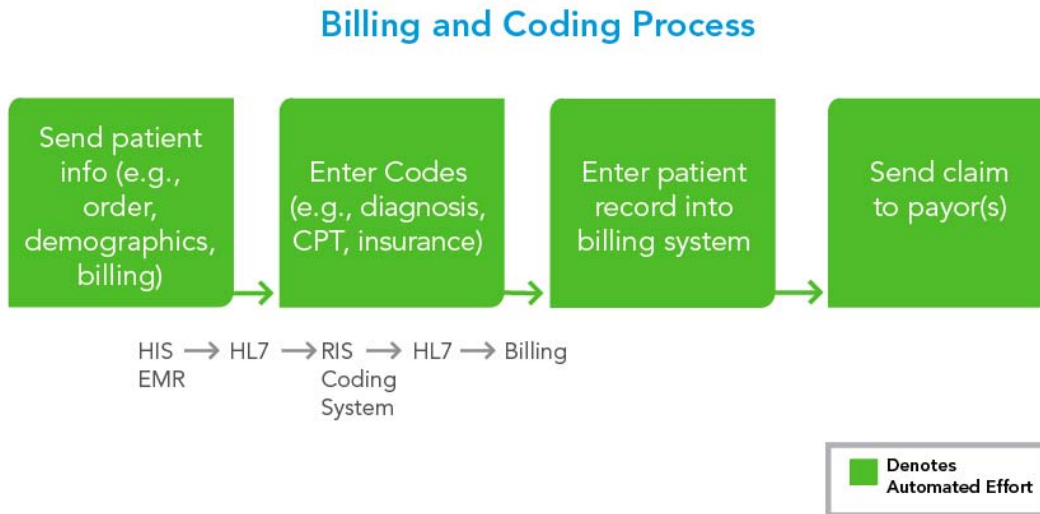 Billing and Coding Process
Send patient
info (e.g.,
order,
demographics,
billing)
Enter Codes
(e.g., diagnosis,
CPT, insurance)
Enter patient
record into
billing system
Send claim
to payor(s)
HIS → HL7 → RIS → HL7 → Billing
EMR
Coding
System
Denotes
Automated Effort